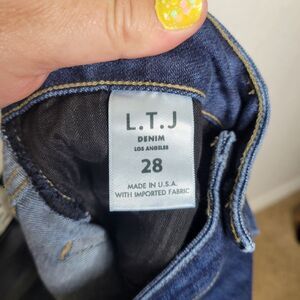 L.T.J
DENIM
LOS ANGELES
28
MADE IN U.S.A.
WITH IMPORTED FABRIC